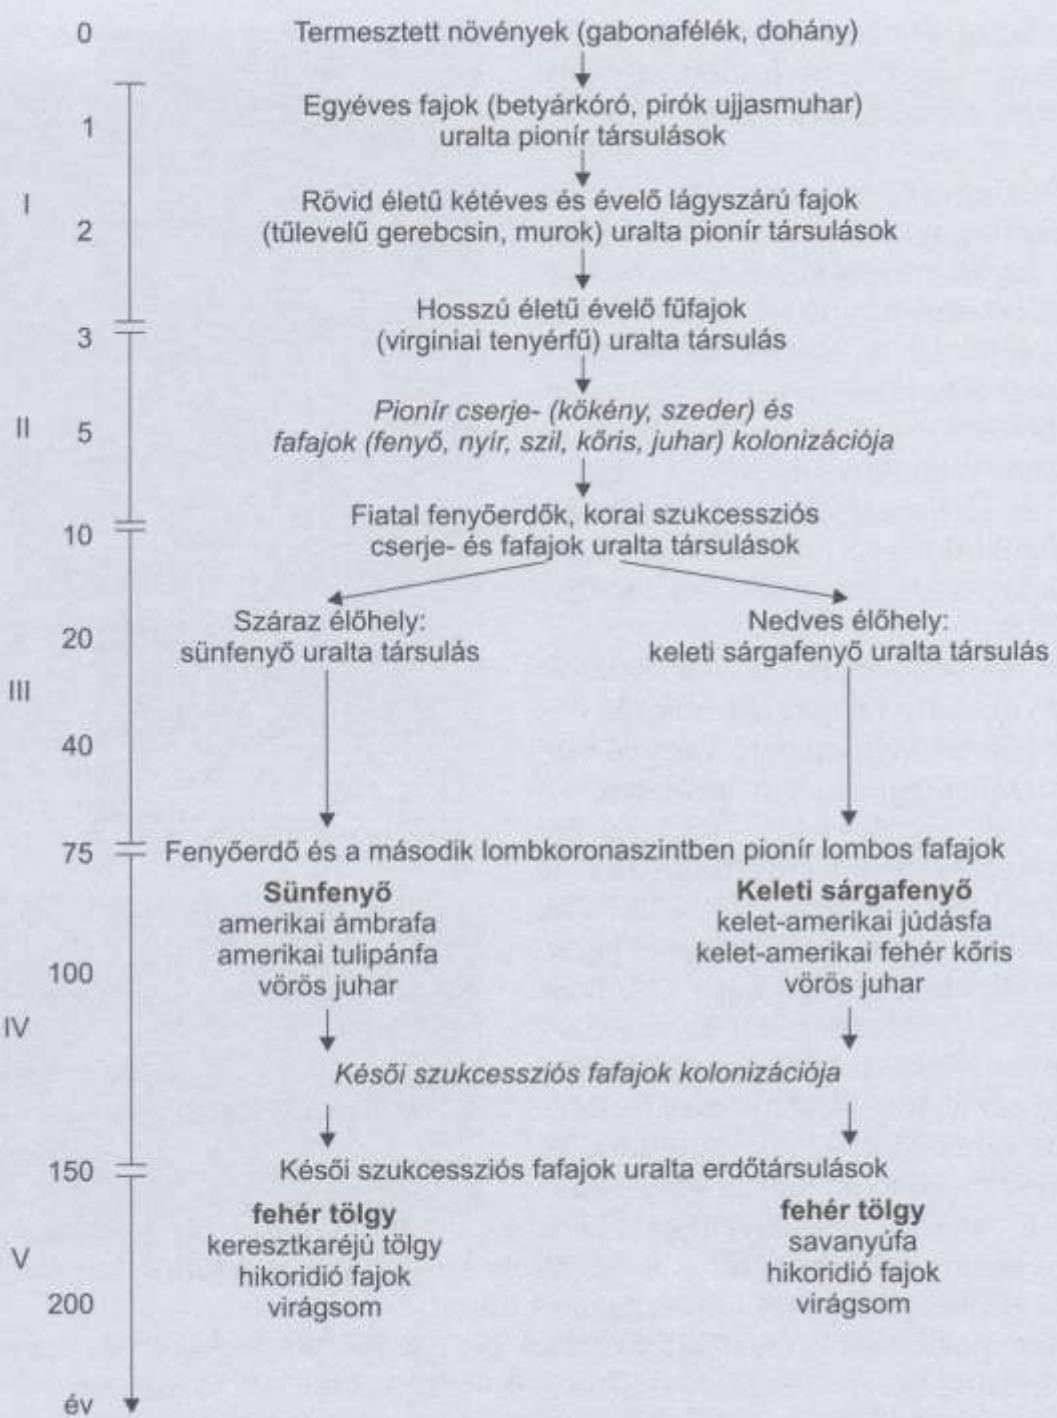 0
Termesztett növények (gabonafélék, dohány)
1
Egyéves fajok (betyárkóró, pirók ujjasmuhar)
uralta pionír társulások
I
2
Rövid életű kétéves és évelő lágyszárú fajok
(tűlevelű gerebcsin, murok) uralta pionír társulások
3
Hosszú életű évelő fűfajok
(virginiai tenyérfű) uralta társulás
II
5
Pionír cserje- (kökény, szeder) és
fafajok (fenyő, nyír, szil, kőris, juhar) kolonizációja
10
Fiatal fenyőerdők, korai szukcessziós
cserje- és fafajok uralta társulások
20
Száraz élőhely:
sünfenyő uralta társulás
Nedves élőhely:
keleti sárgafenyő uralta társulás
III
40
75
Fenyőerdő és a második lombkoronaszintben pionír lombos fafajok
Sünfenyő
amerikai ámbrafa
amerikai tulipánfa
vörös juhar
Keleti sárgafenyő
kelet-amerikai júdásfa
kelet-amerikai fehér kőris
vörös juhar
100
IV
Késői szukcessziós fafajok kolonizációja
150
Késői szukcessziós fafajok uralta erdőtársulások
fehér tölgy
keresztkaréjú tölgy
hikoridió fajok
virágsom
fehér tölgy
savanyúfa
hikoridió fajok
virágsom
V
200
év